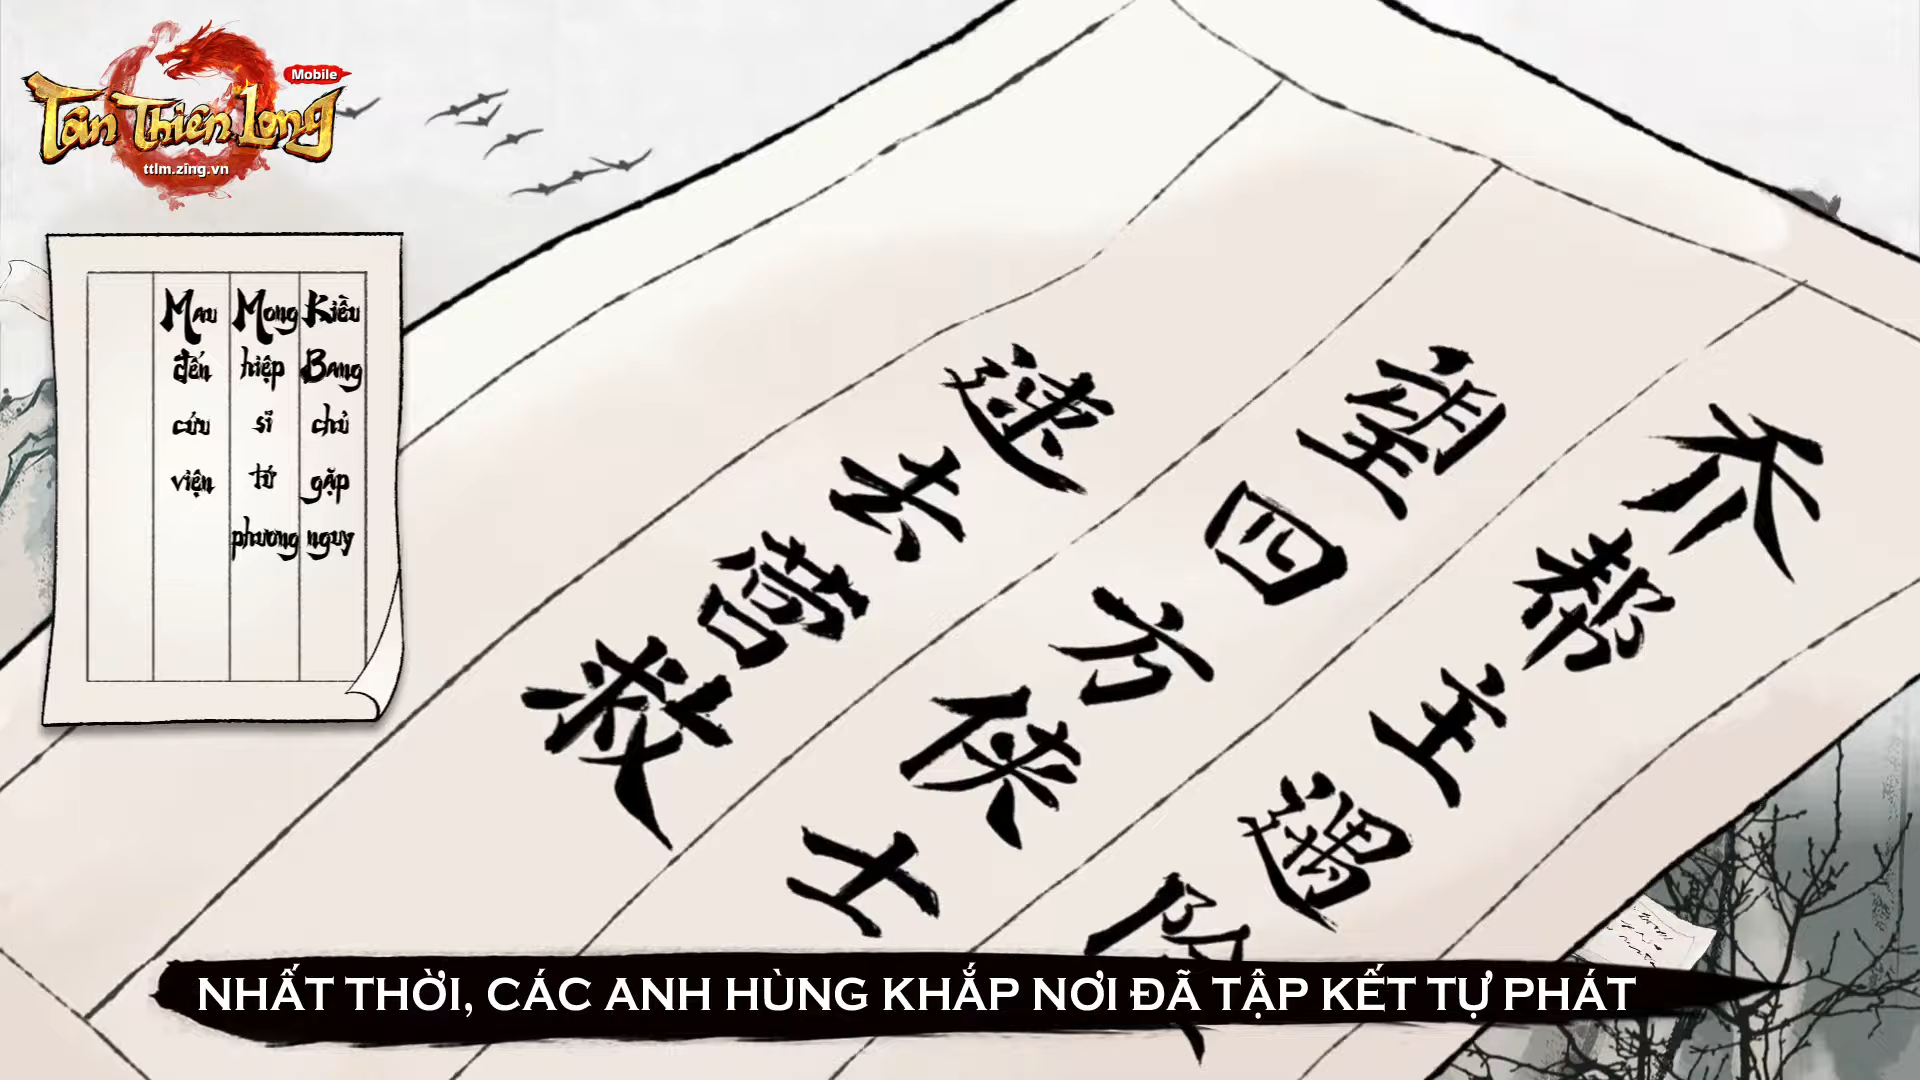 Tân Thiên Long
Mobile
ttlm.zing.vn
Kiều Bang chủ gặp nguy
Mong hiệp sĩ tứ phương
Mau đến cứu viện
乔帮主遇险
望四方侠士
速去营救
NHẤT THỜI, CÁC ANH HÙNG KHẮP NƠI ĐÃ TẬP KẾT TỰ PHÁT